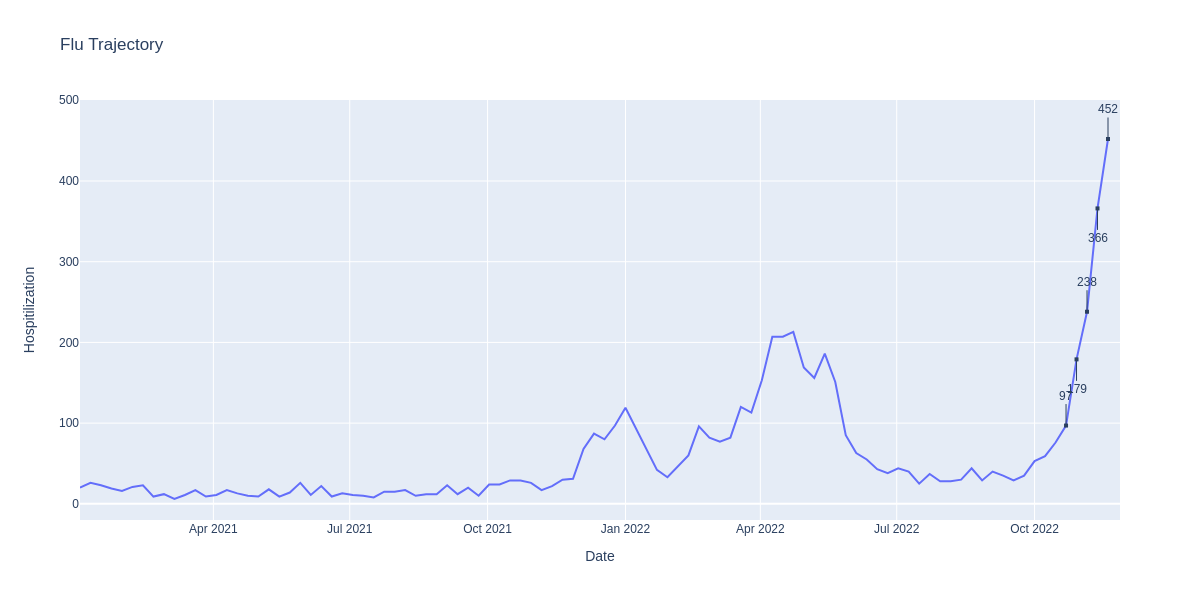 Flu Trajectory
500
400
300
200
100
0
Hospitilization
452
366
238
179
97
Apr 2021
Jul 2021
Oct 2021
Jan 2022
Apr 2022
Jul 2022
Oct 2022
Date